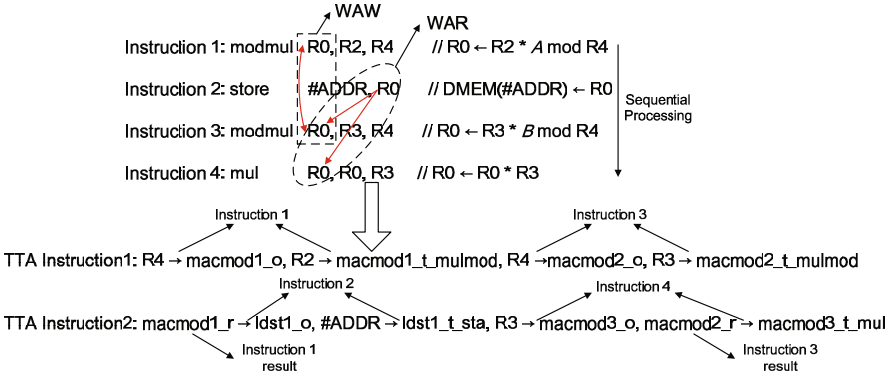 WAW
WAR
Instruction 1: modmul R0, R2, R4 // R0 ← R2 * A mod R4
Instruction 2: store #ADDR, R0 // DMEM(#ADDR) ← R0
Sequential
Processing
Instruction 3: modmul R0, R3, R4 // R0 ← R3 * B mod R4
Instruction 4: mul R0, R0, R3 // R0 ← R0 * R3
Instruction 1 Instruction 3
TTA Instruction1: R4 → macmod1_o, R2 → macmod1_t_mulmod, R4 → macmod2_o, R3 → macmod2_t_mulmod
Instruction 2 Instruction 4
TTA Instruction2: macmod1_r → ldst1_o, #ADDR → ldst1_t_sta, R3 → macmod3_o, macmod2_r → macmod3_t_mul
Instruction 1 Instruction 3
result result